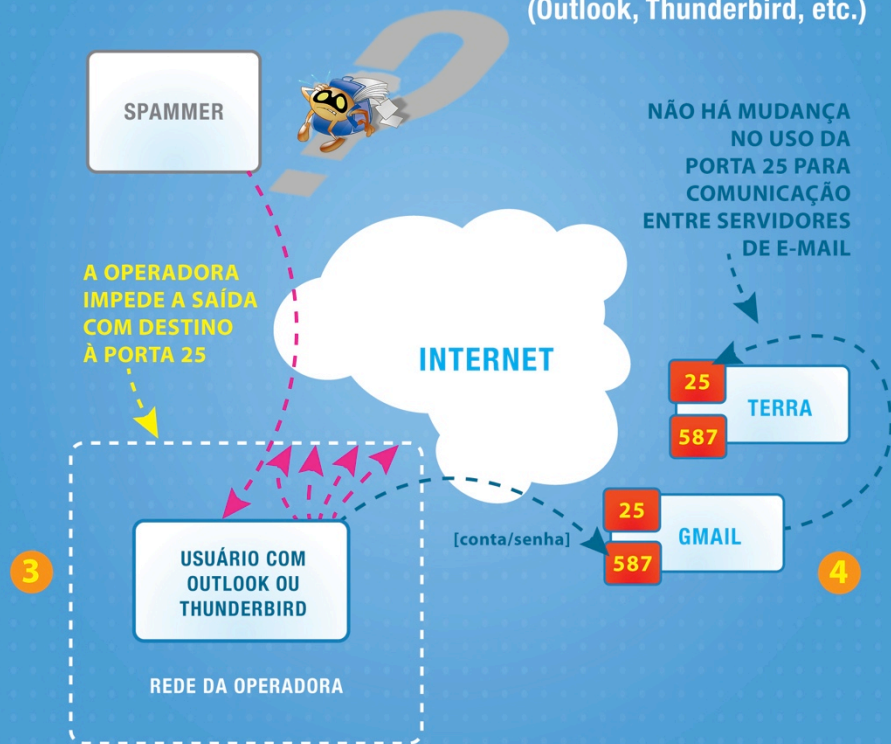 (Outlook, Thunderbird, etc.)
SPAMMER
?
NÃO HÁ MUDANÇA
NO USO DA
PORTA 25 PARA
COMUNICAÇÃO
ENTRE SERVIDORES
DE E-MAIL
A OPERADORA
IMPEDE A SAÍDA
COM DESTINO
À PORTA 25
INTERNET
25
587
TERRA
25
587
GMAIL
[conta/senha]
3
USUÁRIO COM
OUTLOOK OU
THUNDERBIRD
4
REDE DA OPERADORA